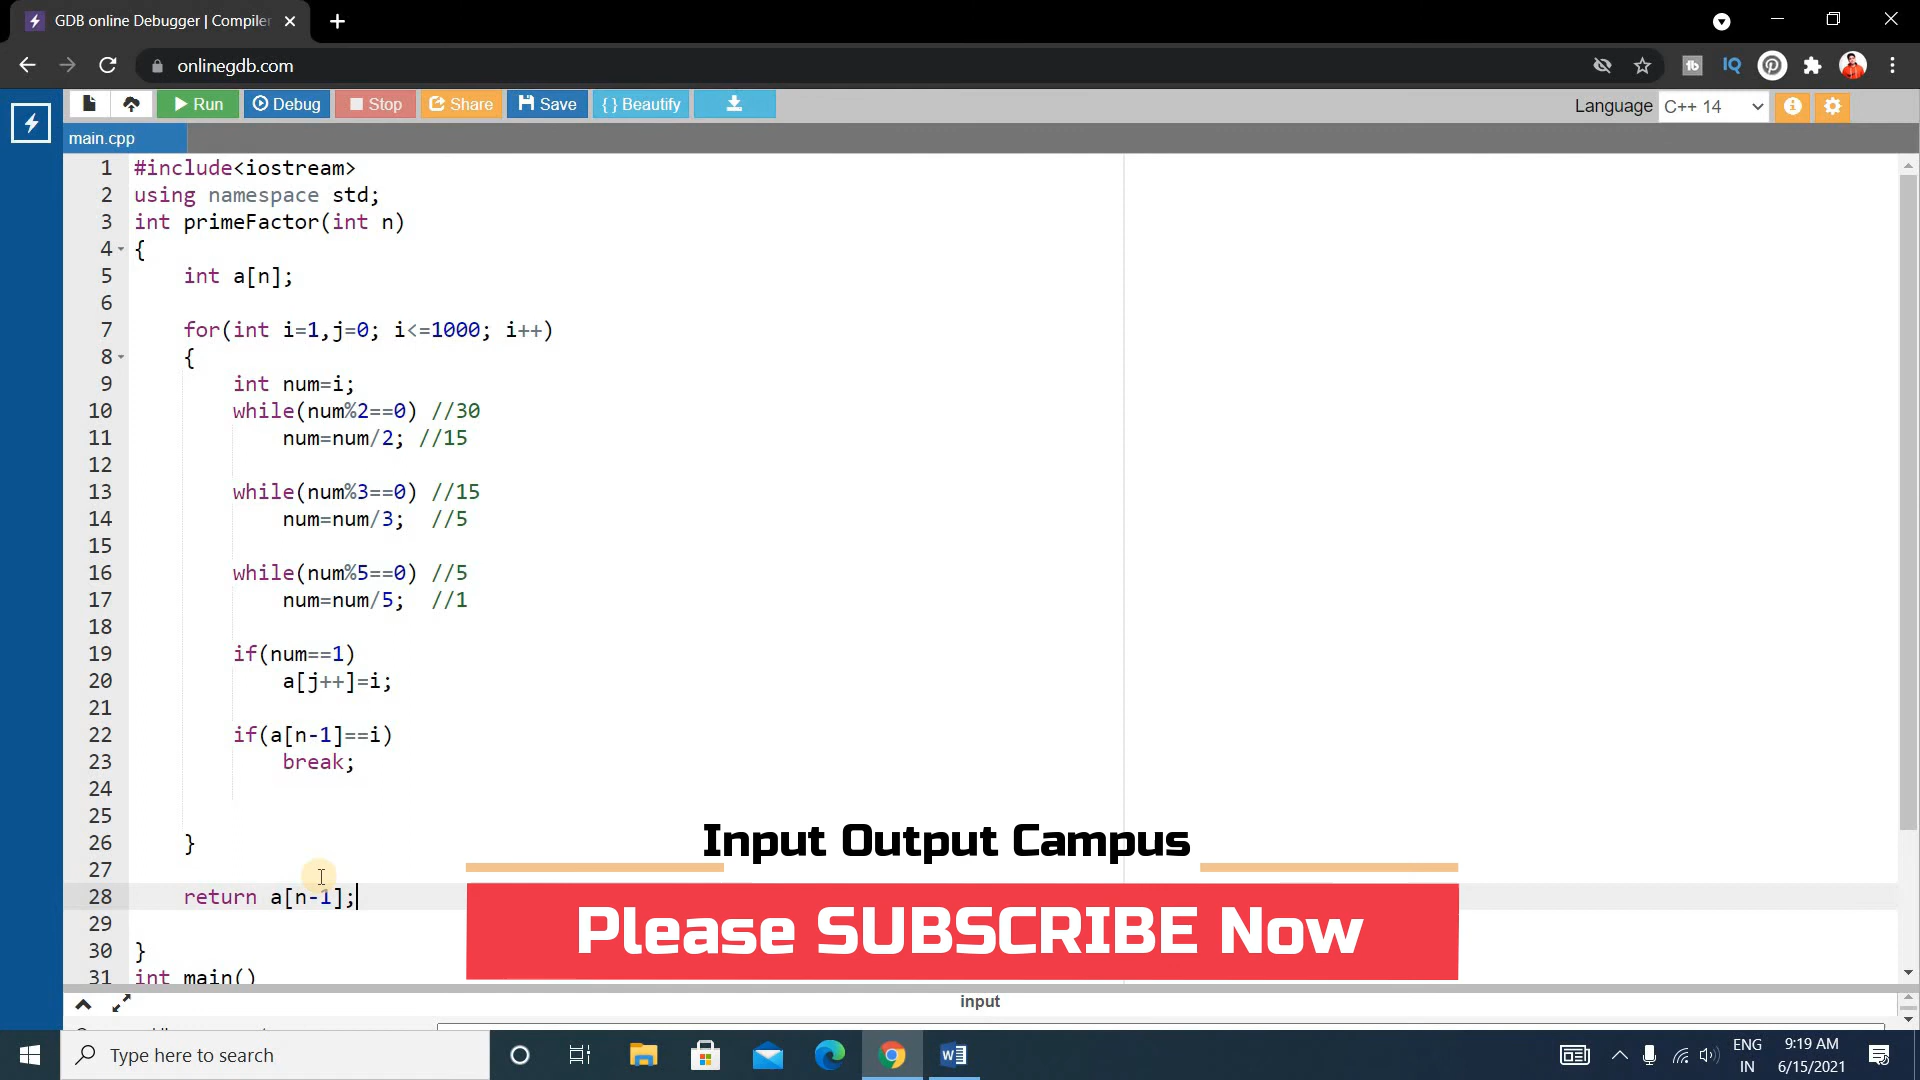 GDB online Debugger | Compiler
onlinegdb.com
Run
Debug
Stop
Share
Save
{ } Beautify
Language
C++ 14
main.cpp
1 #include<iostream>
2 using namespace std;
3 int primeFactor(int n)
4 {
5 int a[n];
6
7 for(int i=1,j=0; i<=1000; i++)
8 {
9 int num=i;
10 while(num%2==0) //30
11 num=num/2; //15
12
13 while(num%3==0) //15
14 num=num/3; //5
15
16 while(num%5==0) //5
17 num=num/5; //1
18
19 if(num==1)
20 a[j++]=i;
21
22 if(a[n-1]==i)
23 break;
24
25
26 }
27
28 return a[n-1];
29
30 }
31 int main()
Input Output Campus
Please SUBSCRIBE Now
input
Type here to search
ENG
IN
9:19 AM
6/15/2021